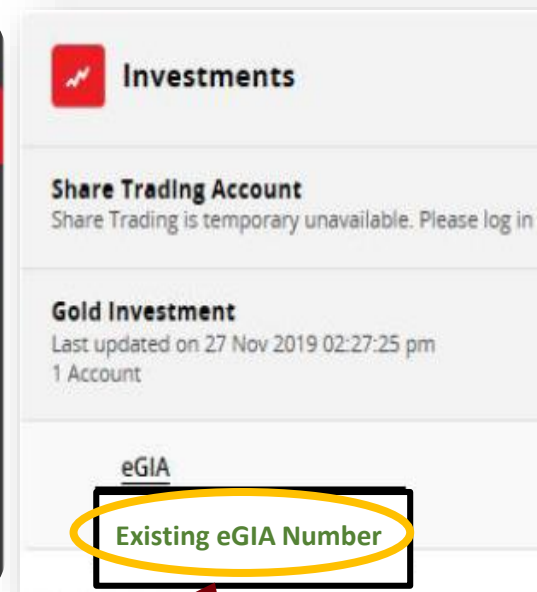 Investments
Share Trading Account
Share Trading is temporary unavailable. Please log in
Gold Investment
Last updated on 27 Nov 2019 02:27:25 pm
1 Account
eGIA
Existing eGIA Number